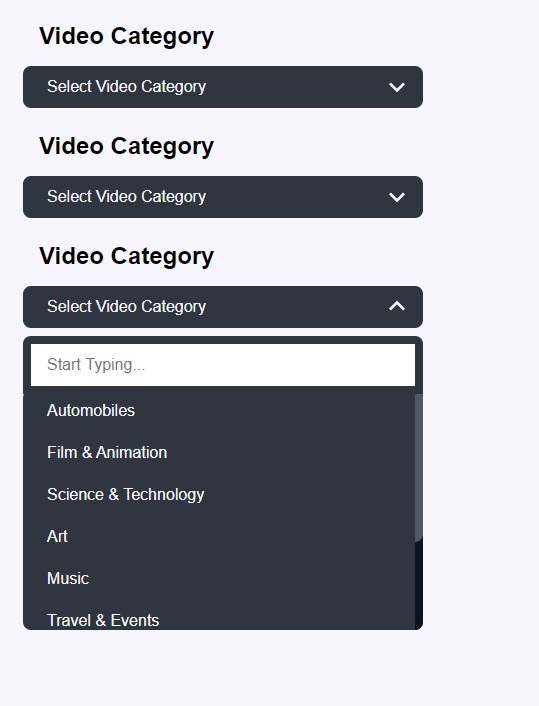 Video Category
Select Video Category
Video Category
Select Video Category
Video Category
Select Video Category
Start Typing...
Automobiles
Film & Animation
Science & Technology
Art
Music
Travel & Events